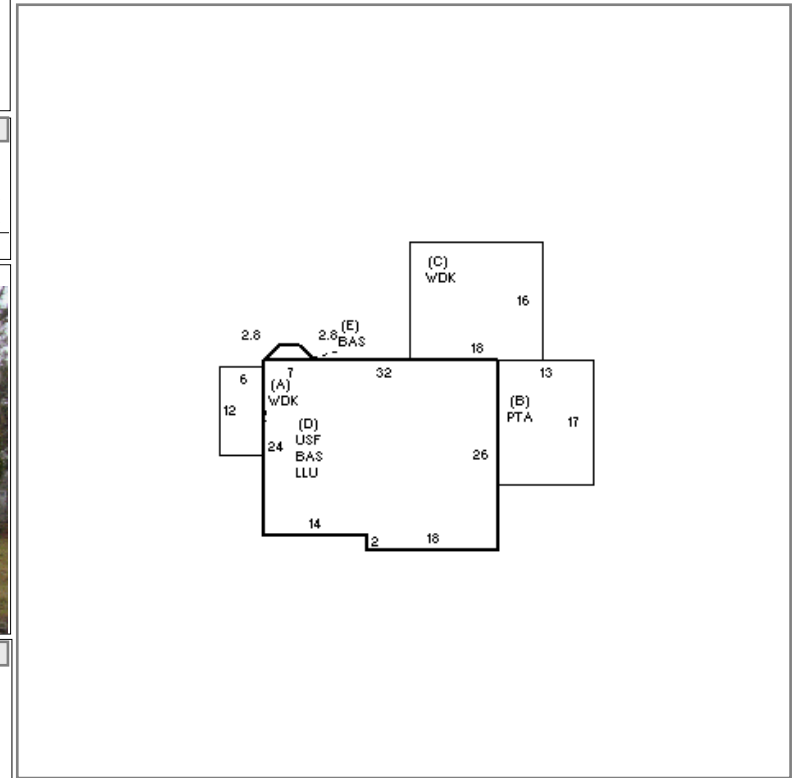 (C)
WDK
16
18
2.8
2.8
(E)
BAS
6
7
32
13
(A)
WDK
12
(B)
PTA
17
(D)
USF
BAS
LLU
24
26
14
2
18